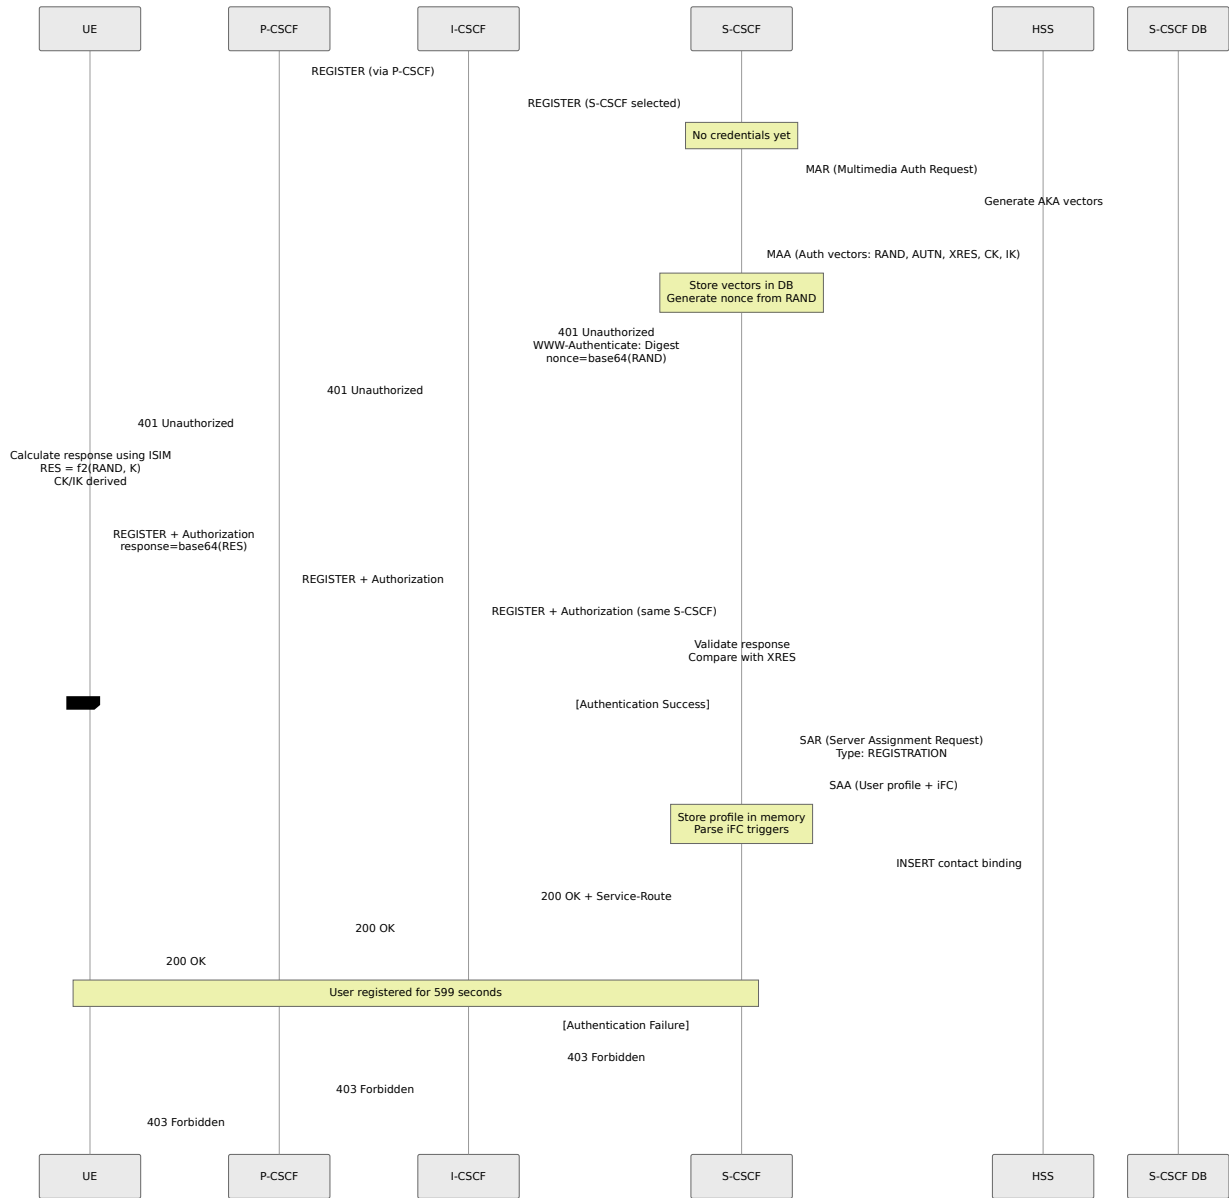 UE
P-CSCF
I-CSCF
S-CSCF
HSS
S-CSCF DB
REGISTER (via P-CSCF)
REGISTER (S-CSCF selected)
No credentials yet
MAR (Multimedia Auth Request)
Generate AKA vectors
MAA (Auth vectors: RAND, AUTN, XRES, CK, IK)
Store vectors in DB
Generate nonce from RAND
401 Unauthorized
WWW-Authenticate: Digest
nonce=base64(RAND)
401 Unauthorized
401 Unauthorized
Calculate response using ISIM
RES = f2(RAND, K)
CK/IK derived
REGISTER + Authorization
response=base64(RES)
REGISTER + Authorization
REGISTER + Authorization (same S-CSCF)
Validate response
Compare with XRES
[Authentication Success]
SAR (Server Assignment Request)
Type: REGISTRATION
SAA (User profile + iFC)
Store profile in memory
Parse iFC triggers
INSERT contact binding
200 OK + Service-Route
200 OK
200 OK
User registered for 599 seconds
[Authentication Failure]
403 Forbidden
403 Forbidden
403 Forbidden
UE
P-CSCF
I-CSCF
S-CSCF
HSS
S-CSCF DB